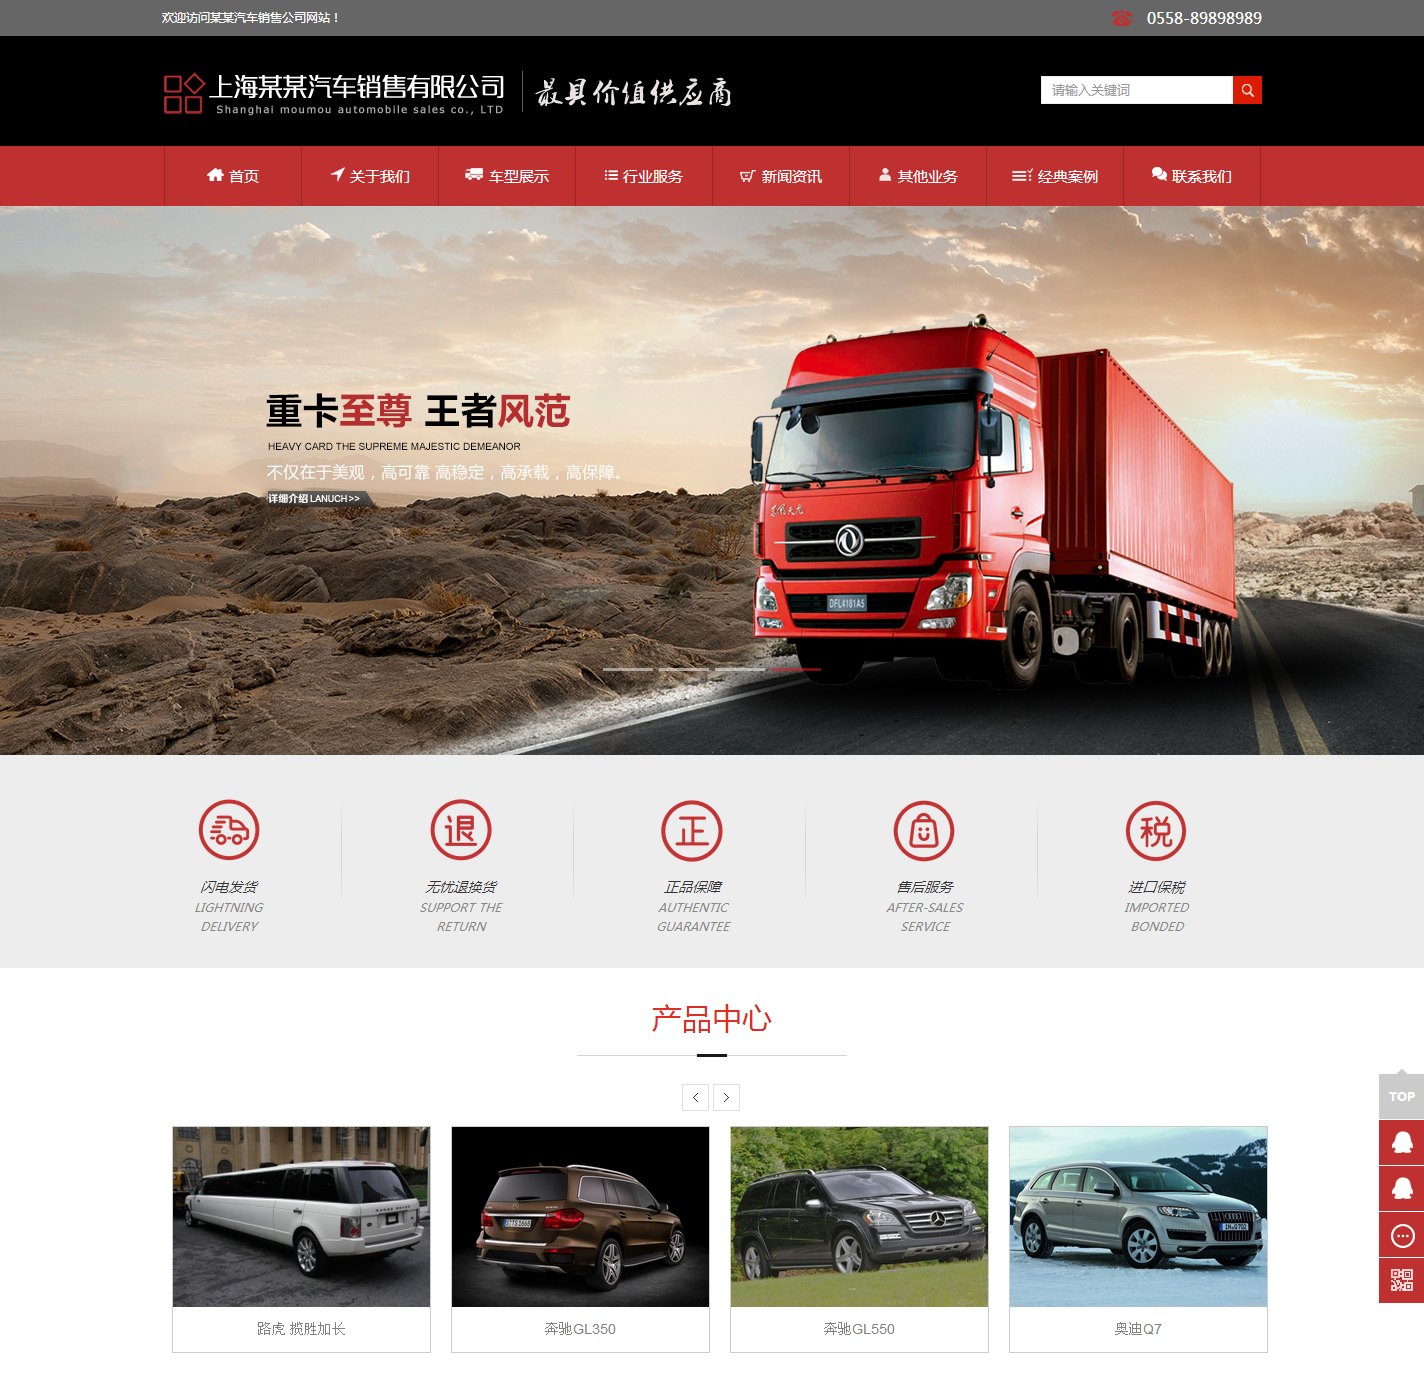 欢迎访问某某汽车销售公司网站！
0558-89898989
上海某某汽车销售有限公司
Shanghai moumou automobile sales co., LTD
最具价值供应商
请输入关键词
首页
关于我们
车型展示
行业服务
新闻资讯
其他业务
经典案例
联系我们
重卡至尊 王者风范
HEAVY CARD THE SUPREME MAJESTIC DEMEANOR
不仅在于美观，高可靠 高稳定，高承载，高保障。
详细介绍 LANUCH>>
DFL4181A5
退
正
税
闪电发货
LIGHTNING
DELIVERY
无忧退换货
SUPPORT THE
RETURN
正品保障
AUTHENTIC
GUARANTEE
售后服务
AFTER-SALES
SERVICE
进口保税
IMPORTED
BONDED
产品中心
TOP
路虎 揽胜加长
奔驰GL350
奔驰GL550
奥迪Q7